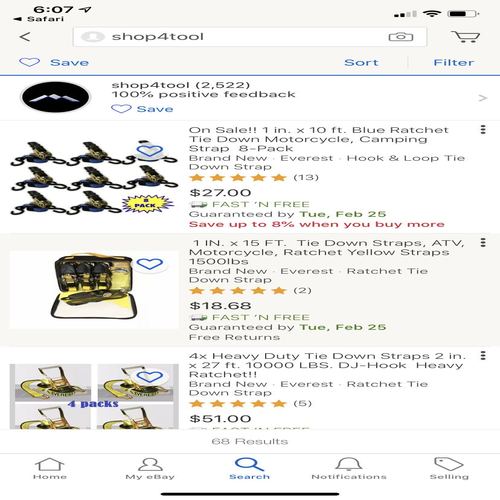 6:07
Safari
shop4tool
Save
Sort
Filter
shop4tool (2,522)
100% positive feedback
Save
On Sale!! 1 in. x 10 ft. Blue Ratchet
Tie Down Motorcycle, Camping
Strap 8-Pack
Brand New · Everest · Hook & Loop Tie
Down Strap
(13)
$27.00
FAST 'N FREE
Guaranteed by Tue, Feb 25
Save up to 8% when you buy more
8
PACK
1 IN. x 15 FT. Tie Down Straps, ATV,
Motorcycle, Ratchet Yellow Straps
1500lbs
Brand New · Everest · Ratchet Tie
Down Strap
(2)
$18.68
FAST 'N FREE
Guaranteed by Tue, Feb 25
Free Returns
4x Heavy Duty Tie Down Straps 2 in.
x 27 ft. 10000 LBS. DJ-Hook Heavy
Ratchet!!
Brand New · Everest · Ratchet Tie
Down Strap
(5)
$51.00
FAST 'N FREE
4 packs
68 Results
Home
My eBay
Search
Notifications
Selling